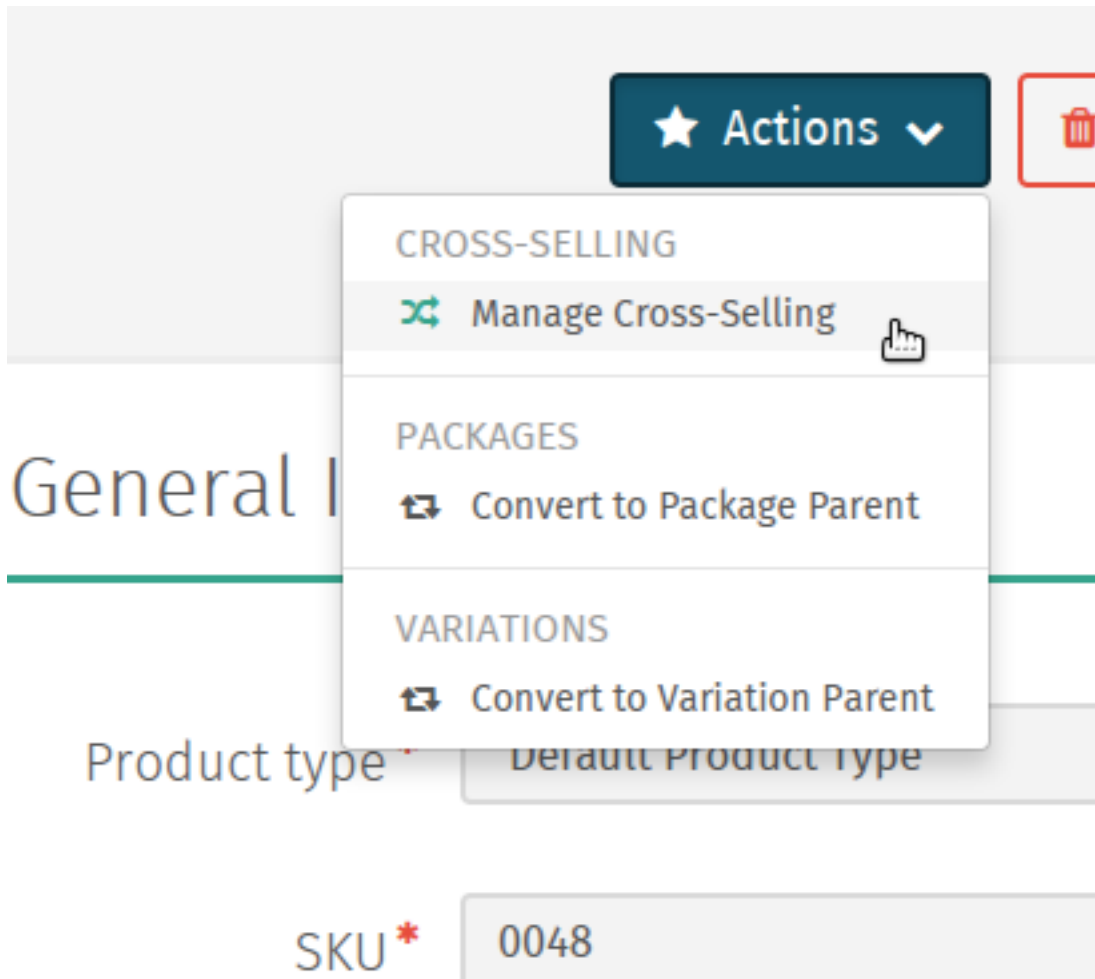 Actions
CROSS-SELLING
Manage Cross-Selling
PACKAGES
Convert to Package Parent
General I
VARIATIONS
Convert to Variation Parent
Product type *
Default Product Type
SKU *
0048